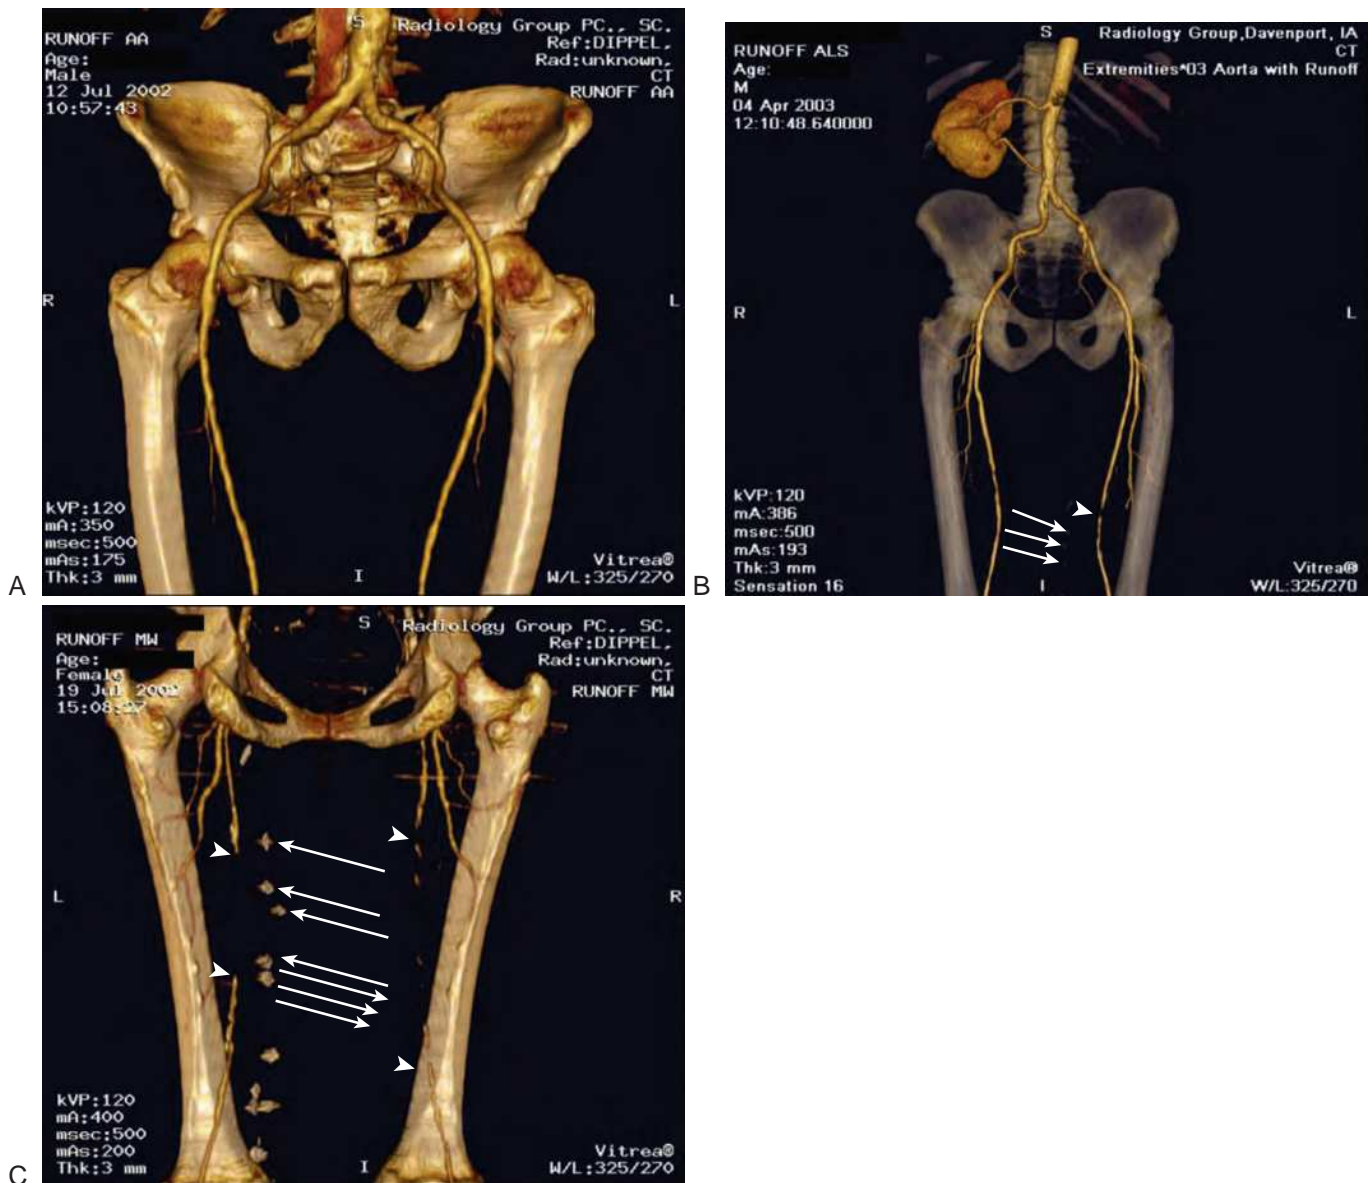 S
Radiology Group PC., SC.
Ref:DIPPEL,
Rad:unknown,
CT
RUNOFF AA
RUNOFF AA
Age:
Male
12 Jul 2002
10:57:43
R
L
kVP:120
mA:350
msec:500
mAs:175
Thk:3 mm
I
Vitrea®
W/L:325/270
A
S
Radiology Group,Davenport, IA
CT
Extremities^03 Aorta with Runoff
RUNOFF ALS
Age:
M
04 Apr 2003
12:10:48.640000
R
L
kVP:120
mA:386
msec:500
mAs:193
Thk:3 mm
Sensation 16
I
Vitrea®
W/L:325/270
B
S
Radiology Group PC., SC.
Ref:DIPPEL,
Rad:unknown,
CT
RUNOFF MW
RUNOFF MW
Age:
Female
19 Jul 2002
15:08:27
L
R
kVP:120
mA:400
msec:500
mAs:200
Thk:3 mm
I
Vitrea®
W/L:325/270
C